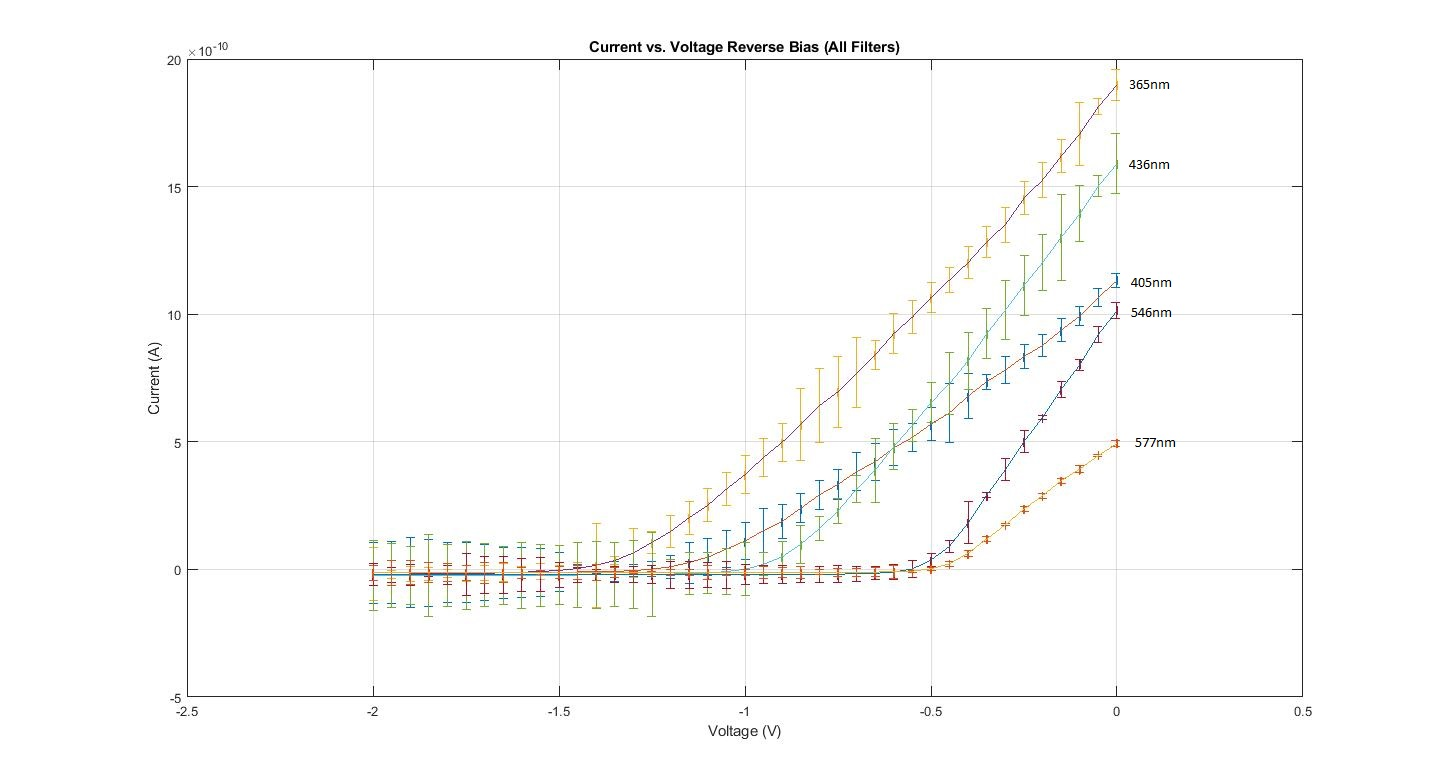 Current vs. Voltage Reverse Bias (All Filters)
×10⁻¹⁰
20
15
10
5
0
-5
Current (A)
365nm
436nm
405nm
546nm
577nm
-2.5
-2
-1.5
-1
-0.5
0
0.5
Voltage (V)